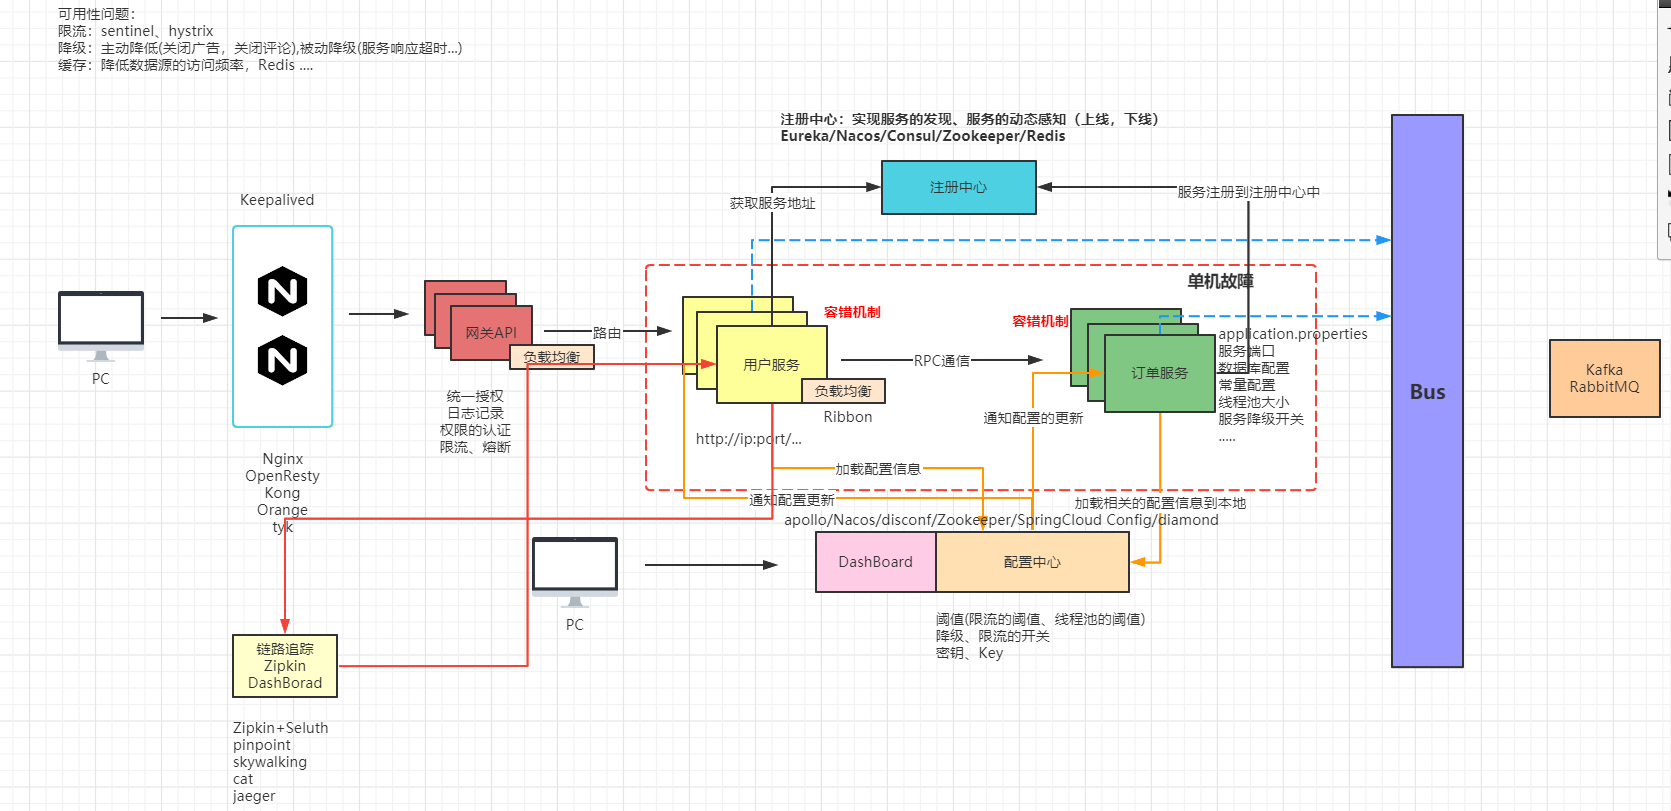 可用性问题：
限流：sentinel、hystrix
降级：主动降低(关闭广告，关闭评论),被动降级(服务响应超时...)
缓存：降低数据源的访问频率，Redis ....
注册中心：实现服务的发现、服务的动态感知（上线，下线）
Eureka/Nacos/Consul/Zookeeper/Redis
注册中心
获取服务地址
服务注册到注册中心中
Keepalived
N
N
PC
Nginx
OpenResty
Kong
Orange
tyk
网关API
负载均衡
统一授权
日志记录
权限的认证
限流、熔断
路由
单机故障
容错机制
用户服务
负载均衡
Ribbon
http://ip:port/...
RPC通信
容错机制
订单服务
application.properties
服务端口
数据库配置
常量配置
线程池大小
服务降级开关
.....
通知配置的更新
加载配置信息
通知配置更新
加载相关的配置信息到本地
apollo/Nacos/disconf/Zookeeper/SpringCloud Config/diamond
DashBoard
配置中心
阈值(限流的阈值、线程池的阈值)
降级、限流的开关
密钥、Key
PC
链路追踪
Zipkin
DashBorad
Zipkin+Seluth
pinpoint
skywalking
cat
jaeger
Bus
Kafka
RabbitMQ